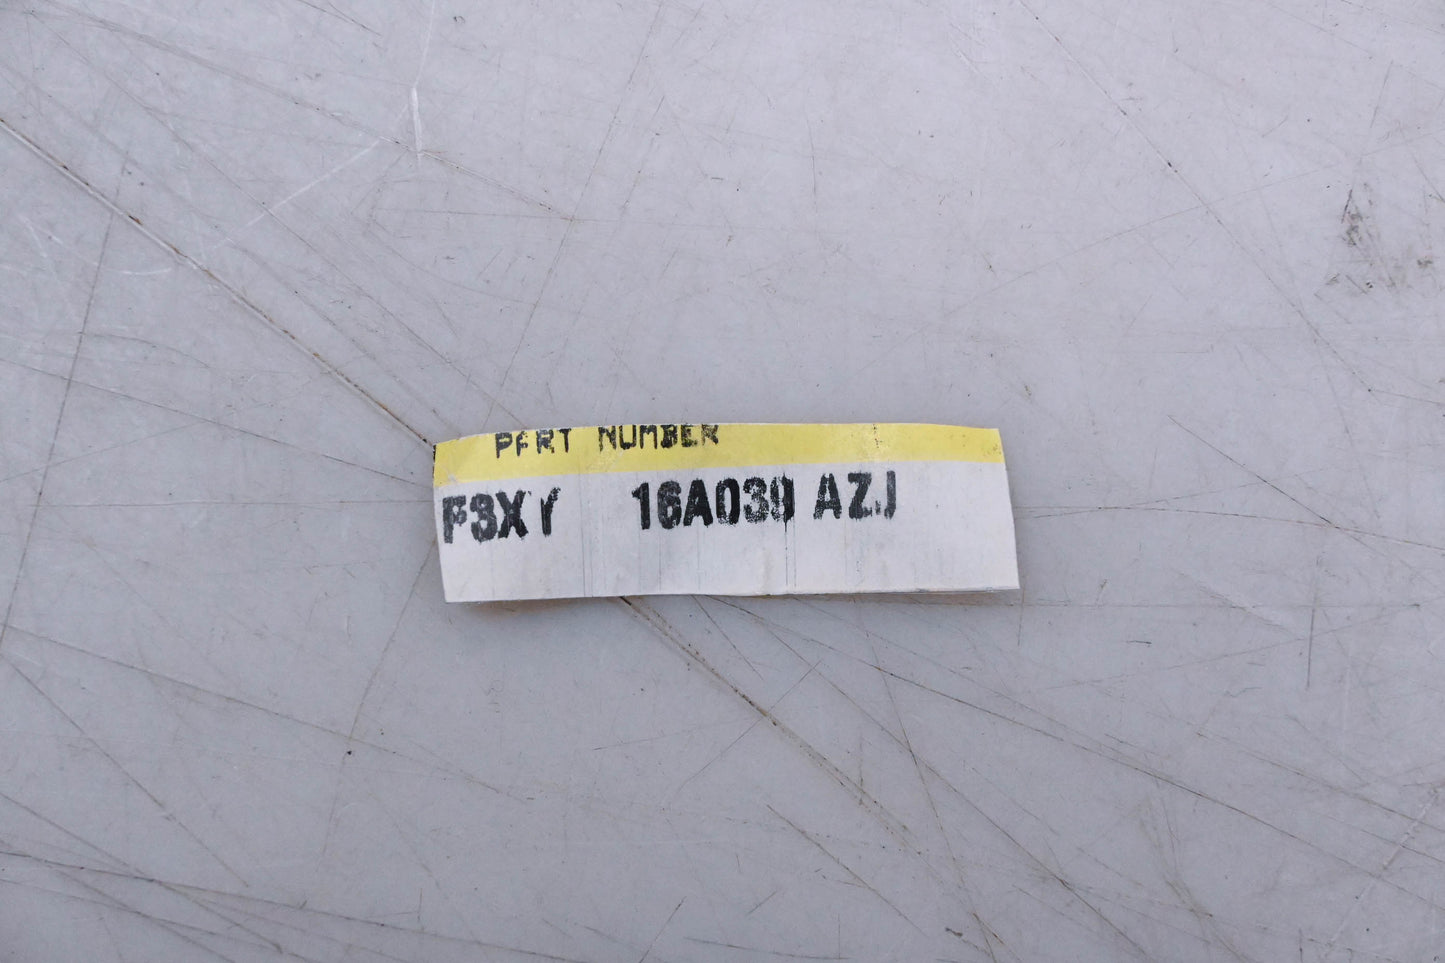 PART NUMBER
F3XY 16A039 AZJ